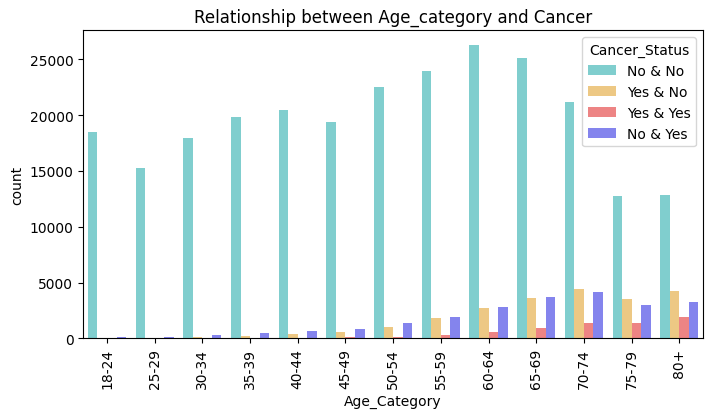 Relationship between Age_category and Cancer
Cancer_Status
No & No
Yes & No
Yes & Yes
No & Yes
count
25000
20000
15000
10000
5000
0
18-24
25-29
30-34
35-39
40-44
45-49
50-54
55-59
60-64
65-69
70-74
75-79
80+
Age_Category